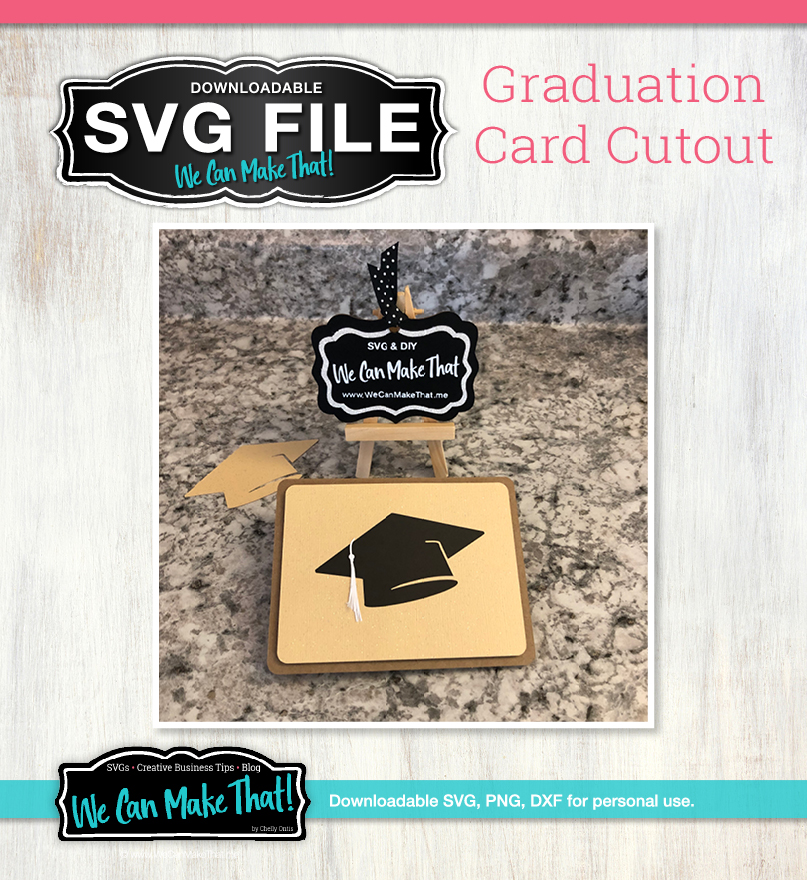 DOWNLOADABLE
SVG FILE
We Can Make That!
Graduation
Card Cutout
SVG & DIY
We Can Make That
www.WeCanMakeThat.me
SVGs • Creative Business Tips • Blog
We Can Make That!
by Chelly Ontis
Downloadable SVG, PNG, DXF for personal use.